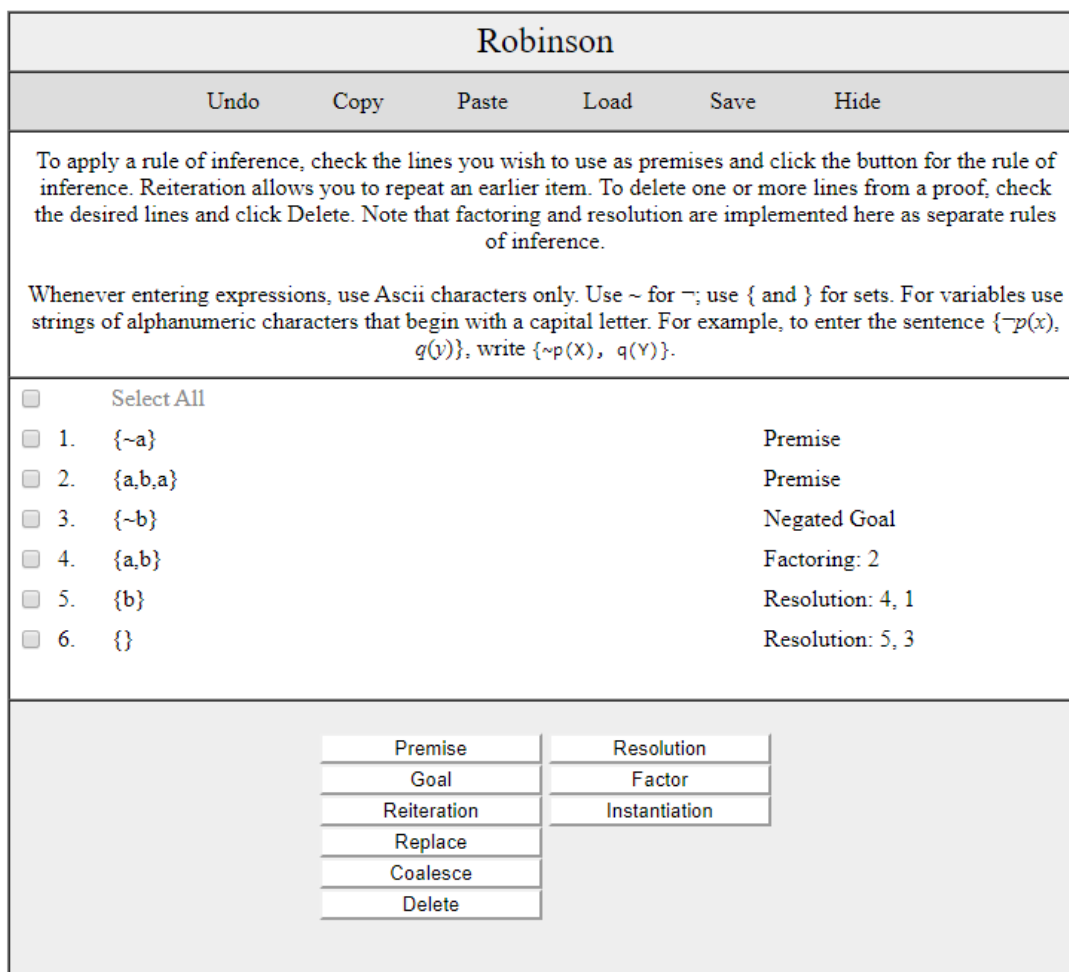 Robinson
Undo Copy Paste Load Save Hide
To apply a rule of inference, check the lines you wish to use as premises and click the button for the rule of
inference. Reiteration allows you to repeat an earlier item. To delete one or more lines from a proof, check
the desired lines and click Delete. Note that factoring and resolution are implemented here as separate rules
of inference.
Whenever entering expressions, use Ascii characters only. Use ~ for ¬; use { and } for sets. For variables use
strings of alphanumeric characters that begin with a capital letter. For example, to enter the sentence {¬p(x),
q(y)}, write {~p(X), q(Y)}.
Select All
1. {~a} Premise
2. {a,b,a} Premise
3. {~b} Negated Goal
4. {a,b} Factoring: 2
5. {b} Resolution: 4, 1
6. {} Resolution: 5, 3
Premise Resolution
Goal Factor
Reiteration Instantiation
Replace
Coalesce
Delete